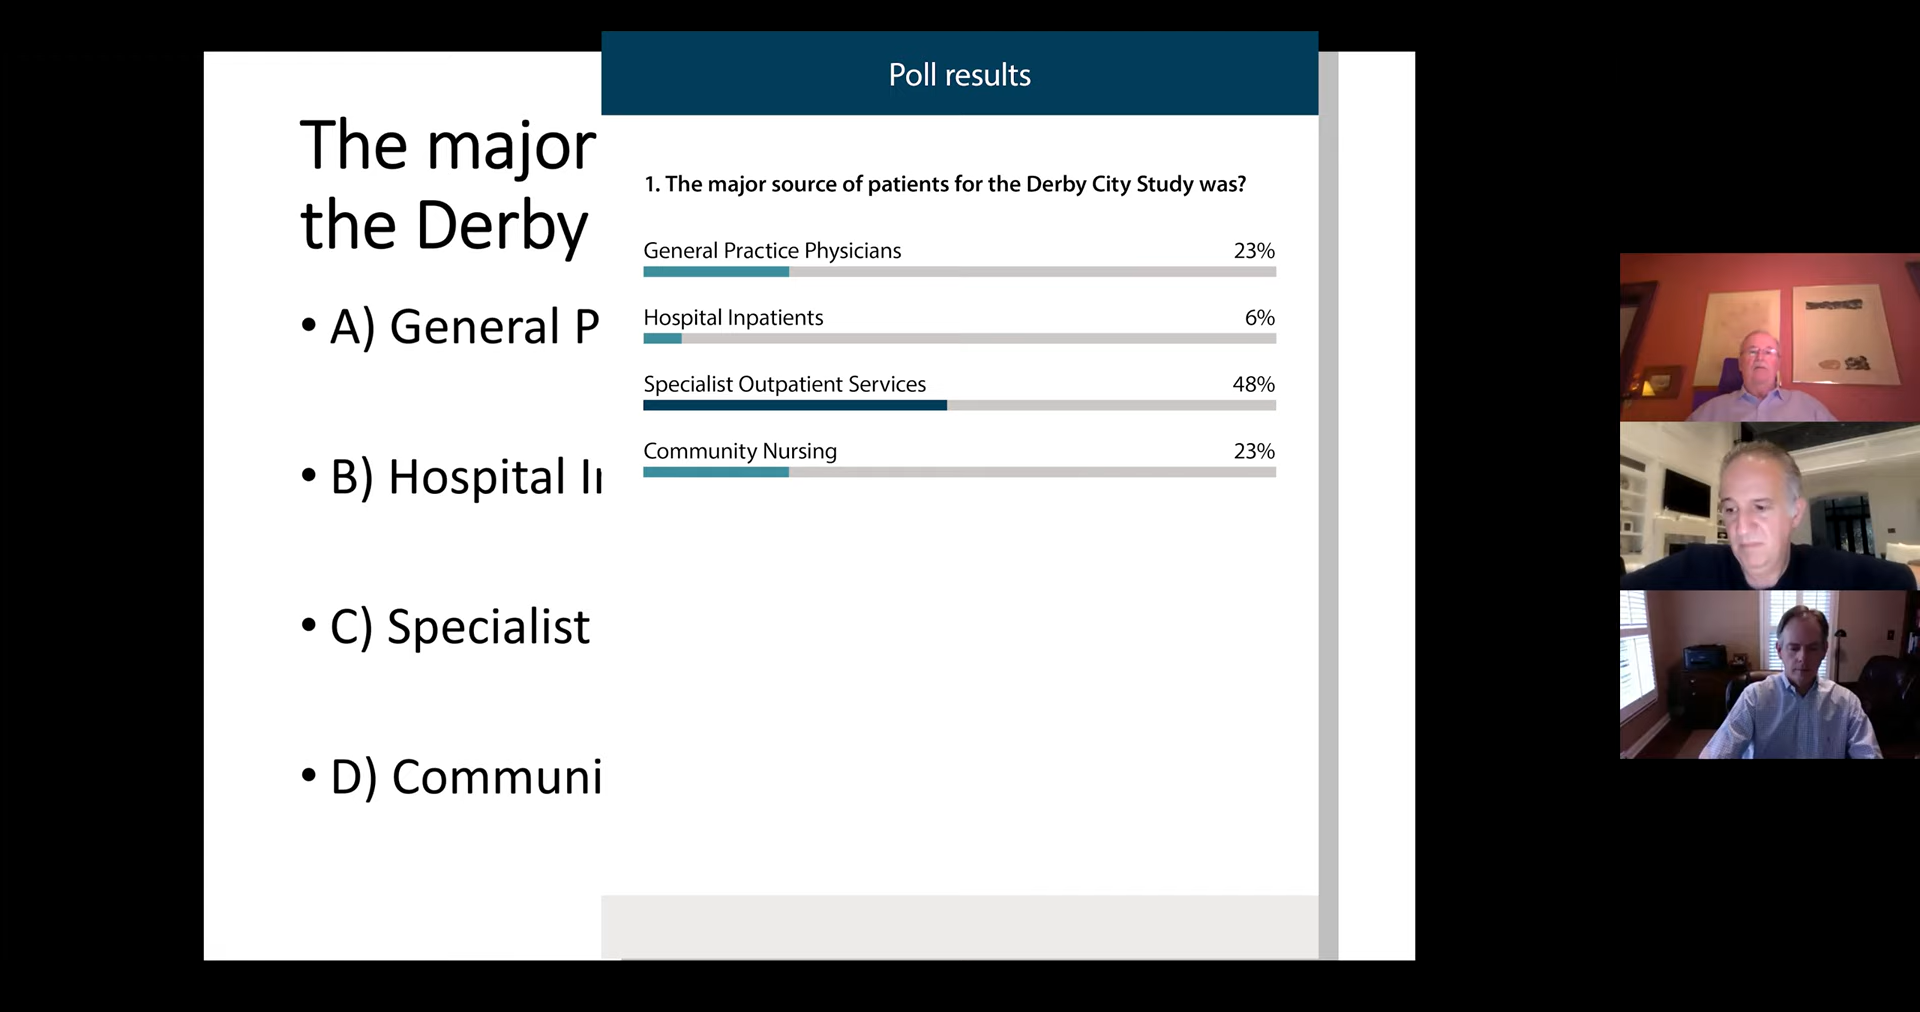 The major
the Derby
• A) General P
• B) Hospital I
• C) Specialist
• D) Communi
Poll results
1. The major source of patients for the Derby City Study was?
General Practice Physicians 23%
Hospital Inpatients 6%
Specialist Outpatient Services 48%
Community Nursing 23%